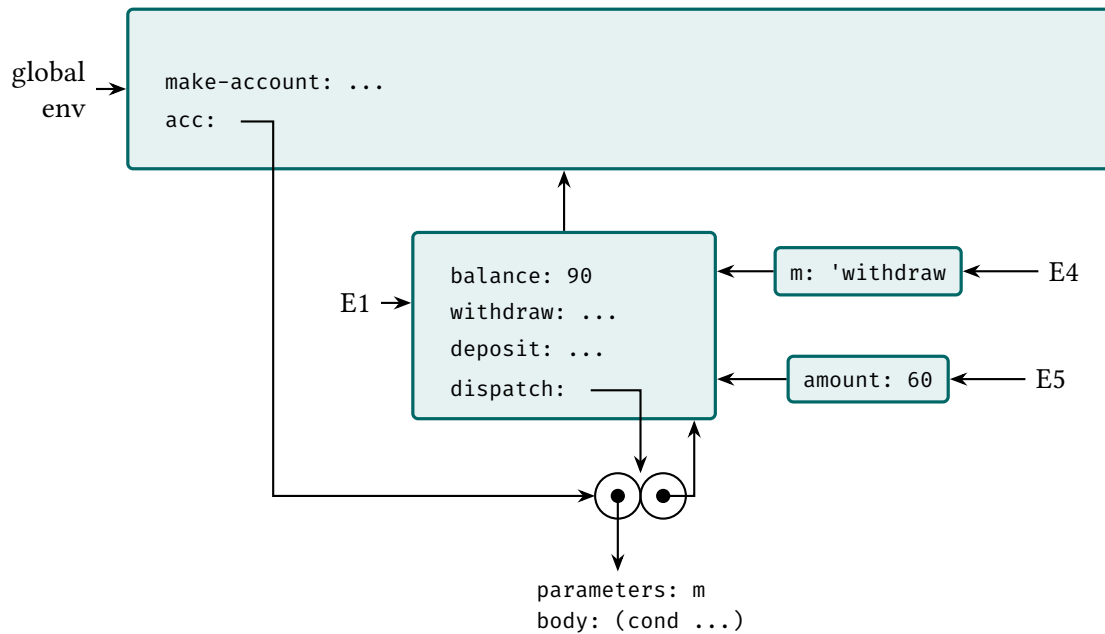 global
env
make-account: ...
acc:
E1
balance: 90
withdraw: ...
deposit: ...
dispatch:
m: 'withdraw
E4
amount: 60
E5
parameters: m
body: (cond ...)